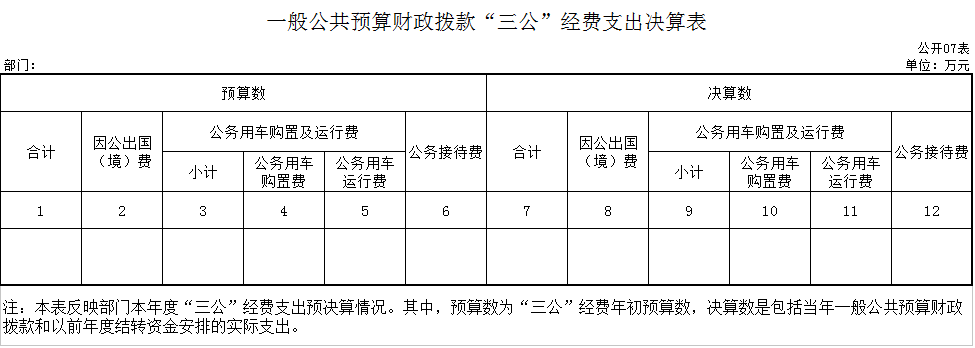 一般公共预算财政拨款“三公”经费支出决算表
公开07表
部门：
单位：万元
预算数
决算数
合计
因公出国
（境）费
公务用车购置及运行费
公务接待费
小计
公务用车
购置费
公务用车
运行费
合计
因公出国
（境）费
公务用车购置及运行费
公务接待费
小计
公务用车
购置费
公务用车
运行费
1 2 3 4 5 6 7 8 9 10 11 12
注：本表反映部门本年度“三公”经费支出预决算情况。其中，预算数为“三公”经费年初预算数，决算数是包括当年一般公共预算财政
拨款和以前年度结转资金安排的实际支出。